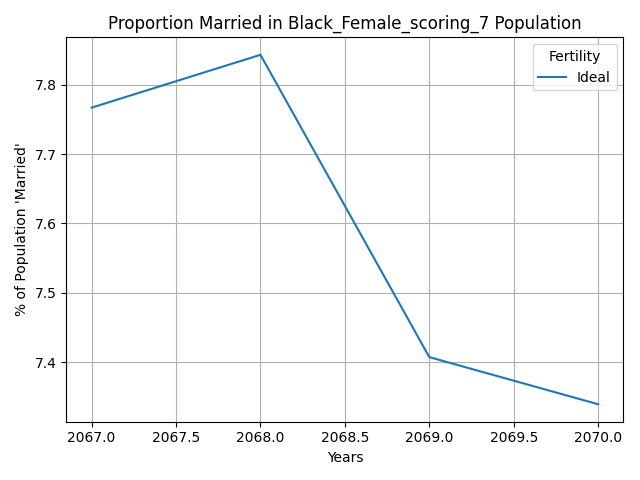 Proportion Married in Black_Female_scoring_7 Population
Fertility
Ideal
% of Population 'Married'
7.8
7.7
7.6
7.5
7.4
2067.0 2067.5 2068.0 2068.5 2069.0 2069.5 2070.0
Years